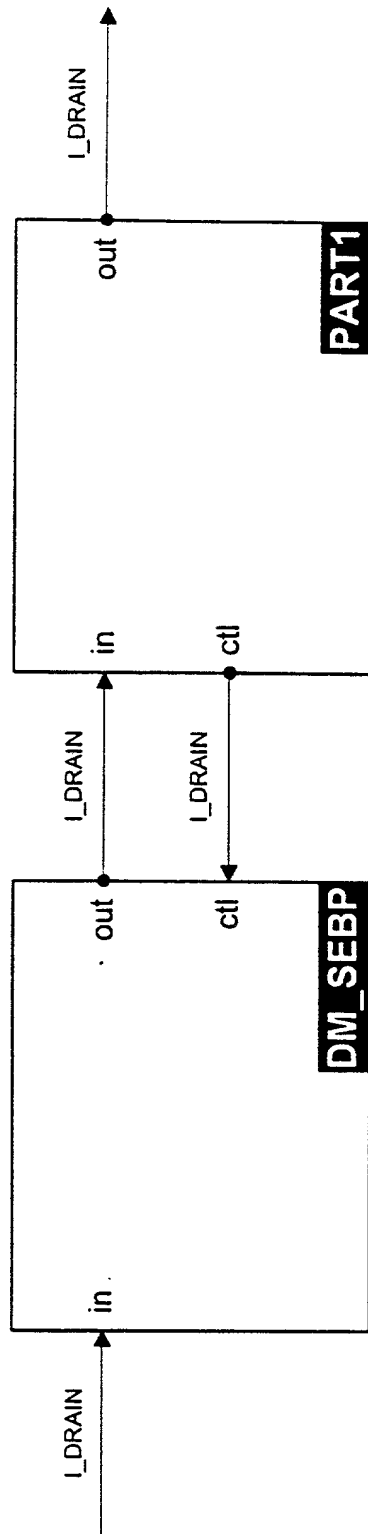 I_DRAIN
in
out
ctl
DM_SEBP
I_DRAIN
I_DRAIN
in
ctl
out
PART1
I_DRAIN